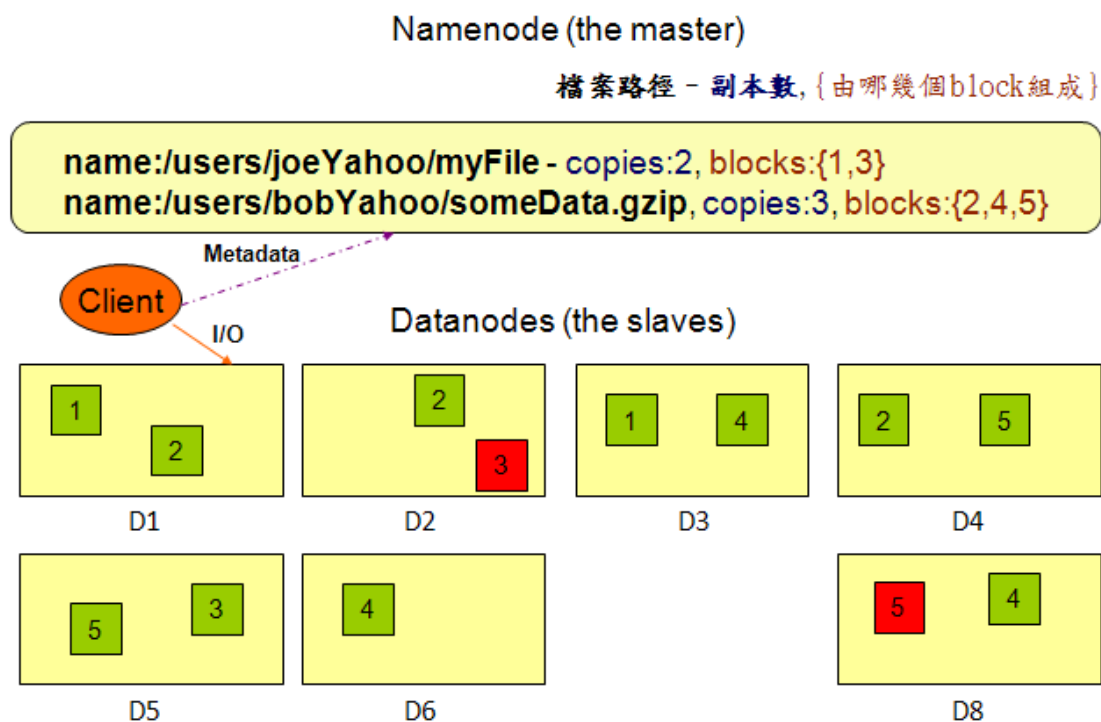 Namenode (the master)
檔案路徑 - 副本數, {由哪幾個block組成}
name:/users/joeYahoo/myFile - copies:2, blocks:{1,3}
name:/users/bobYahoo/someData.gzip, copies:3, blocks:{2,4,5}
Metadata
Client
I/O
Datanodes (the slaves)
1
2
2
3
1
4
2
5
D1
D2
D3
D4
5
3
4
5
4
D5
D6
D8